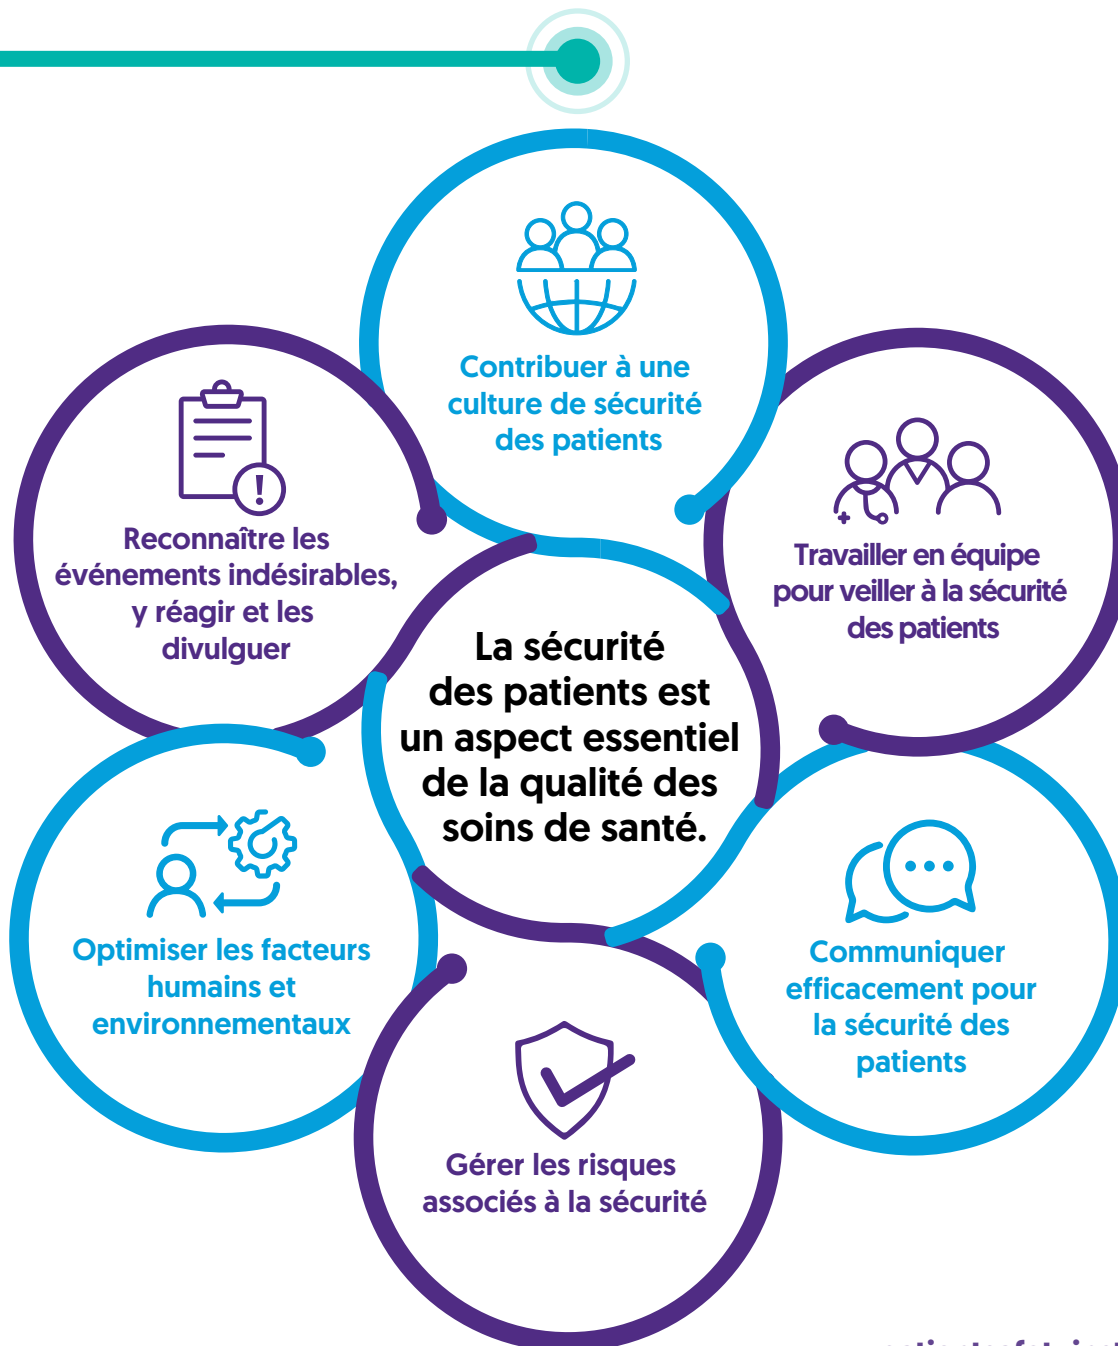 Contribuer à une
culture de sécurité
des patients
Travailler en équipe
pour veiller à la sécurité
des patients
Communiquer
efficacement pour
la sécurité des
patients
Gérer les risques
associés à la sécurité
Optimiser les facteurs
humains et
environnementaux
Reconnaître les
événements indésirables,
y réagir et les
divulguer
La sécurité
des patients est
un aspect essentiel
de la qualité des
soins de santé.